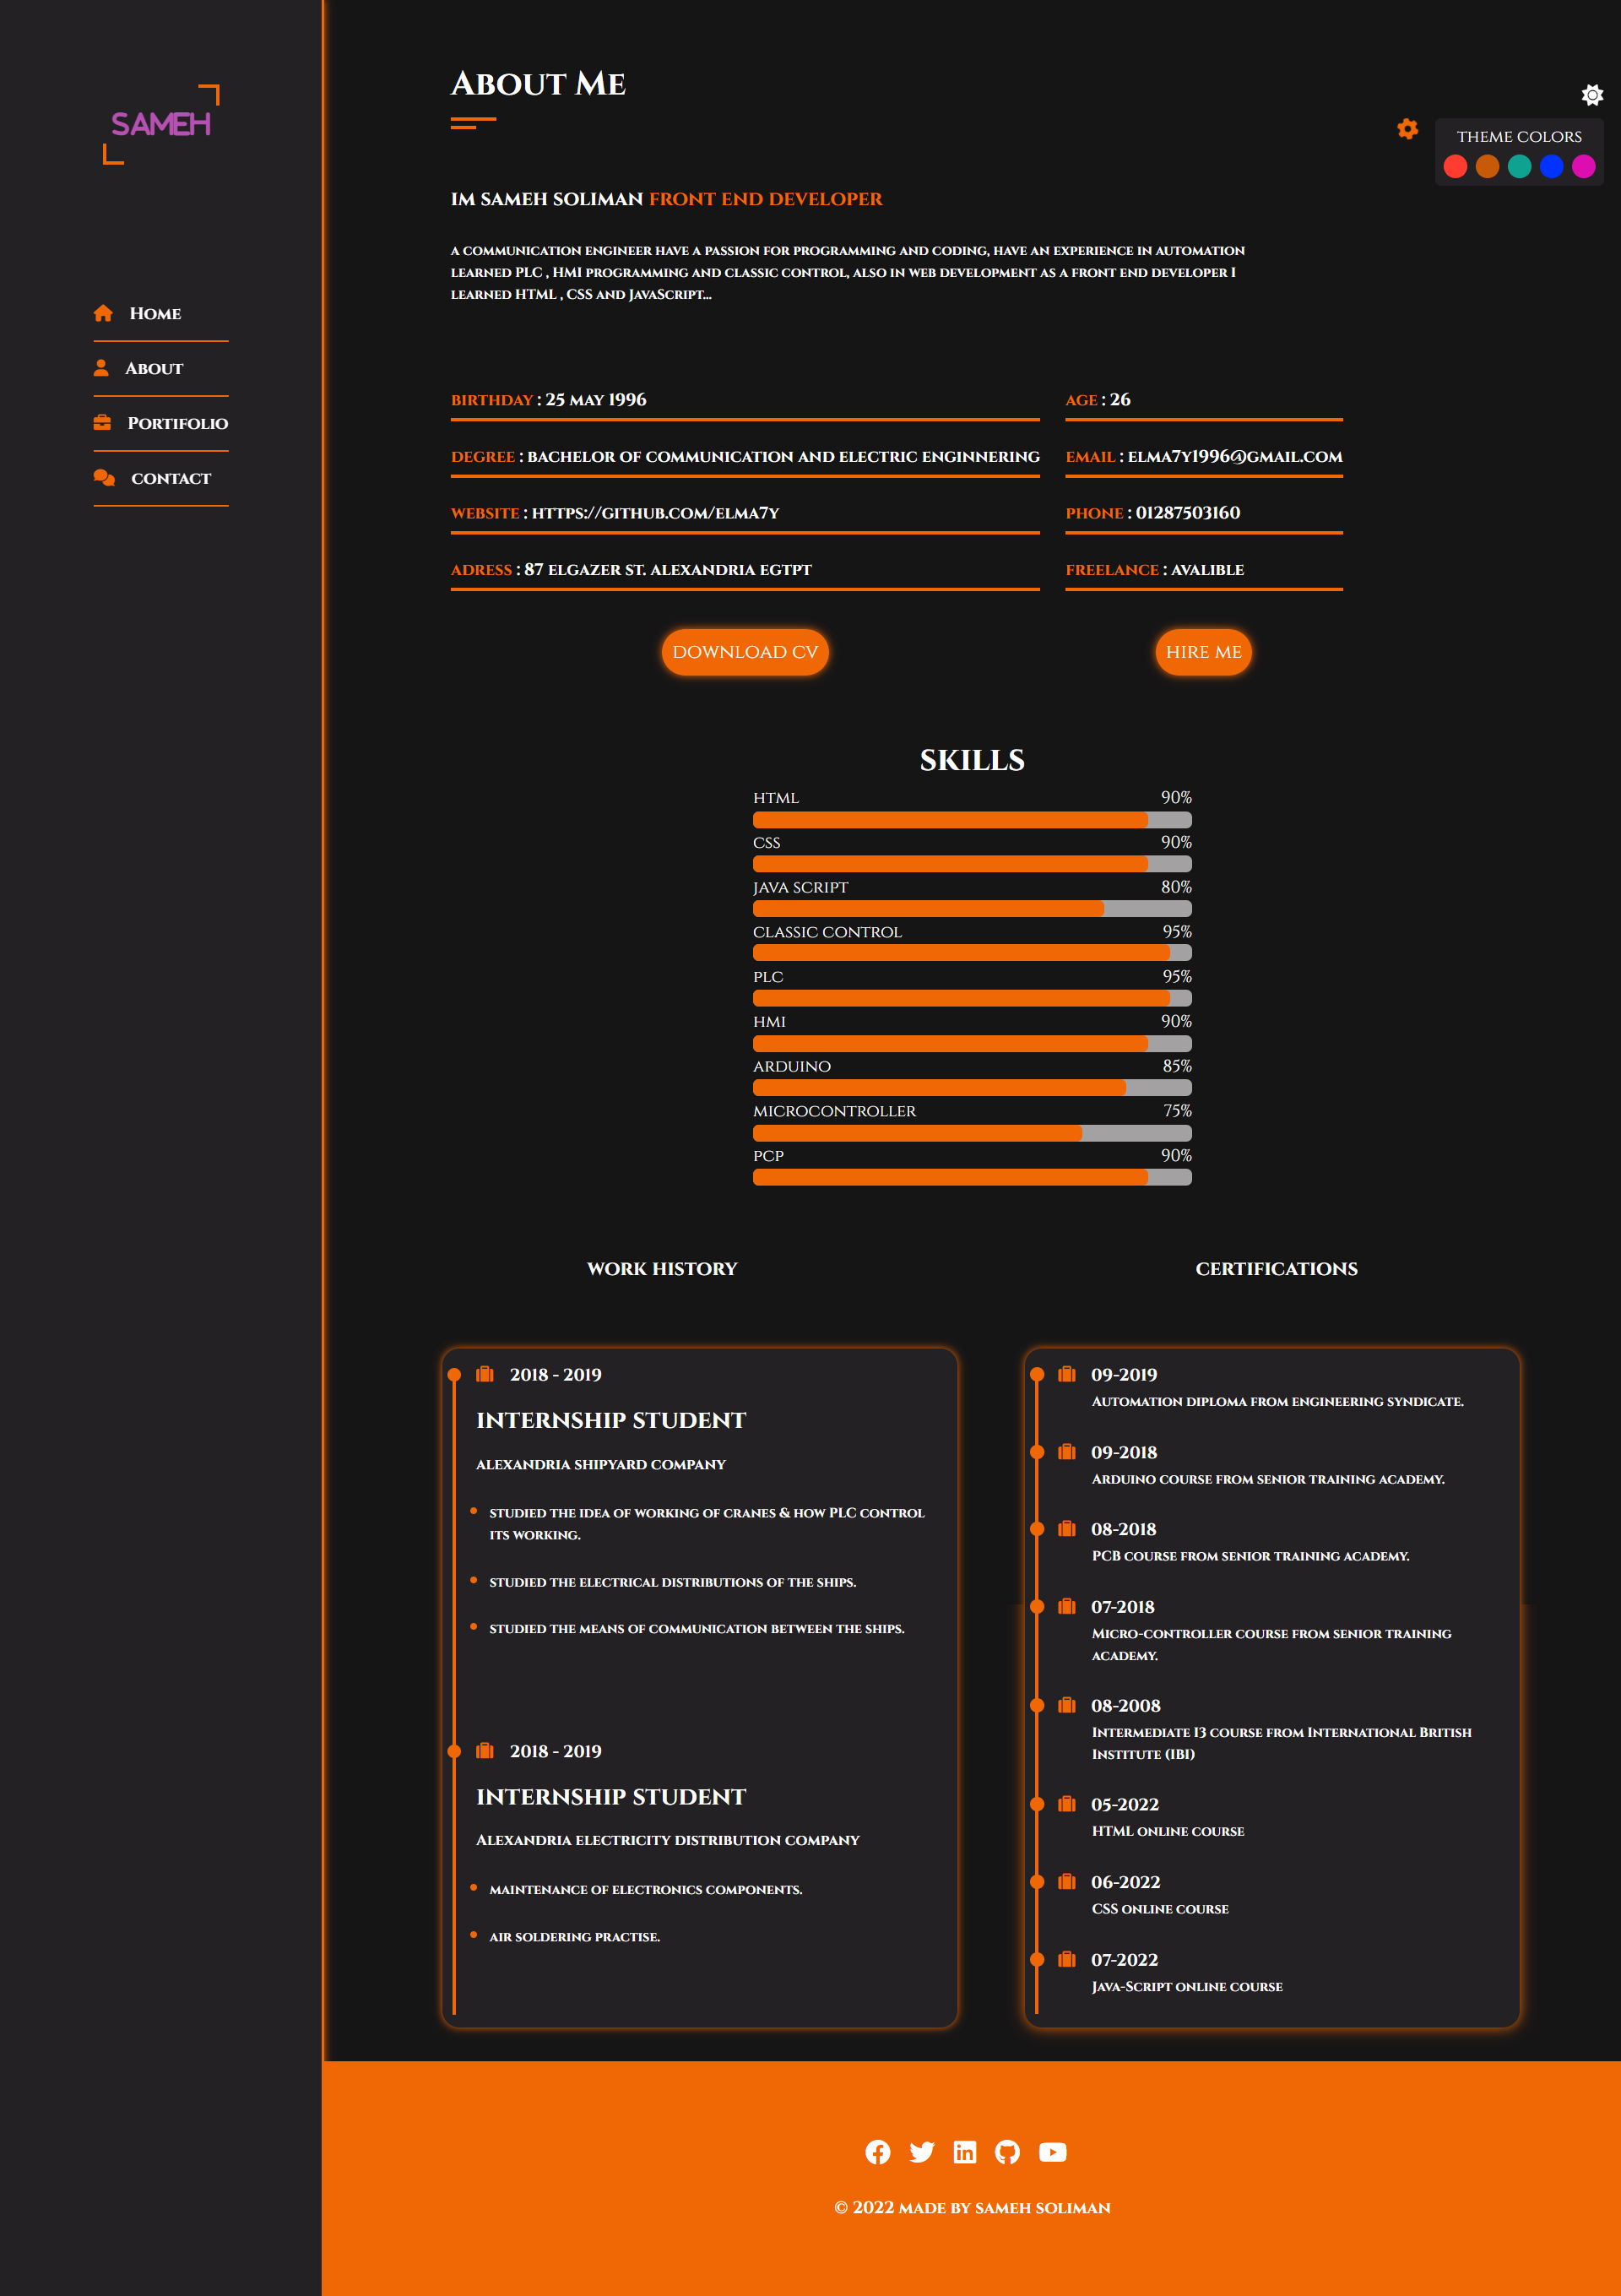 SAMEH
Home
About
Portifolio
contact
About Me
THEME COLORS
IM SAMEH SOLIMAN FRONT END DEVELOPER
a communication engineer have a passion for programming and coding, have an experience in automation
learned PLC , HMI programming and classic control, also in web development as a front end developer I
learned HTML , CSS and JavaScript...
birthday : 25 may 1996
age : 26
degree : bachelor of communication and electric enginnering
email : elma7y1996@gmail.com
website : https://github.com/elma7y
phone : 01287503160
adress : 87 elgazer st. alexandria egtpt
freelance : avalible
DOWNLOAD CV
HIRE ME
SKILLS
HTML 90%
CSS 90%
JAVA SCRIPT 80%
CLASSIC CONTROL 95%
PLC 95%
HMI 90%
ARDUINO 85%
MICROCONTROLLER 75%
PCP 90%
WORK HISTORY
2018 - 2019
INTERNSHIP STUDENT
alexandria shipyard company
studied the idea of working of cranes & how PLC control
its working.
studied the electrical distributions of the ships.
studied the means of communication between the ships.
2018 - 2019
INTERNSHIP STUDENT
Alexandria electricity distribution company
maintenance of electronics components.
air soldering practise.
CERTIFICATIONS
09-2019
Automation diploma from engineering syndicate.
09-2018
Arduino course from senior training academy.
08-2018
PCB course from senior training academy.
07-2018
Micro-controller course from senior training
academy.
08-2008
Intermediate I3 course from International British
Institute (IBI)
05-2022
HTML online course
06-2022
CSS online course
07-2022
Java-Script online course
© 2022 made by sameh soliman